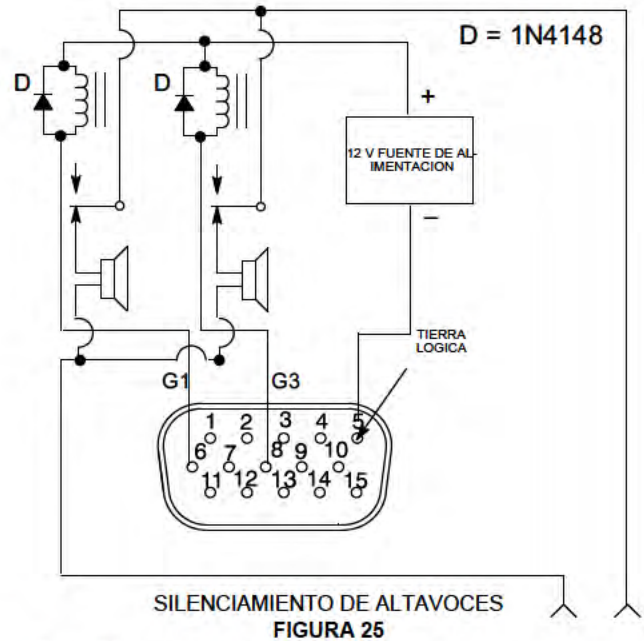 D = 1N4148
D
D
+
12 V FUENTE DE AL-
IMENTACION
−
TIERRA
LOGICA
G1
G3
1 2 3 4 5
6 7 8 9 10
11 12 13 14 15
SILENCIAMIENTO DE ALTAVOCES
FIGURA 25